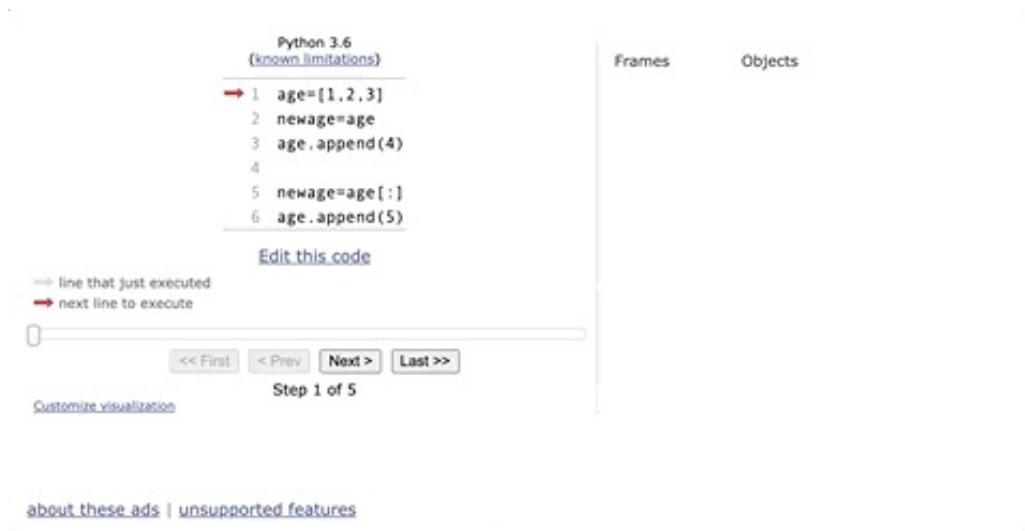 Python 3.6
(known limitations)
1 age=[1,2,3]
2 newage=age
3 age.append(4)
4
5 newage=age[:]
6 age.append(5)
Edit this code
line that just executed
next line to execute
<< First < Prev Next > Last >>
Step 1 of 5
Customize visualization
about these ads | unsupported features
Frames Objects